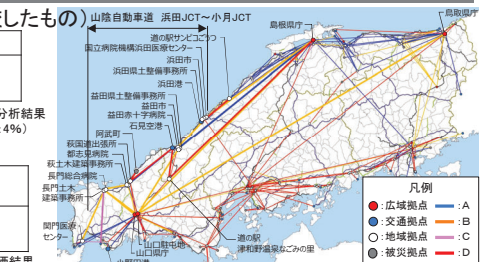 したもの)
山陰自動車道 浜田JCT~小月JCT
島根県庁
鳥取県庁
道の駅サンピコごうつ
国立病院機構浜田医療センター
浜田市
浜田県土整備事務所
浜田港
益田県土整備事務所
益田市
益田赤十字病院
石見空港
阿武町
萩国道出張所
都志見病院
萩土木建築事務所
長門総合病院
長門土木
建築事務所
関門医療
センター
山口駐屯地
山口県庁
道の駅
津和野温泉なごみの里
分析結果
4%)
結果
凡例
:広域拠点
:交通拠点
:地域拠点
:被災拠点
:A
:B
:C
:D